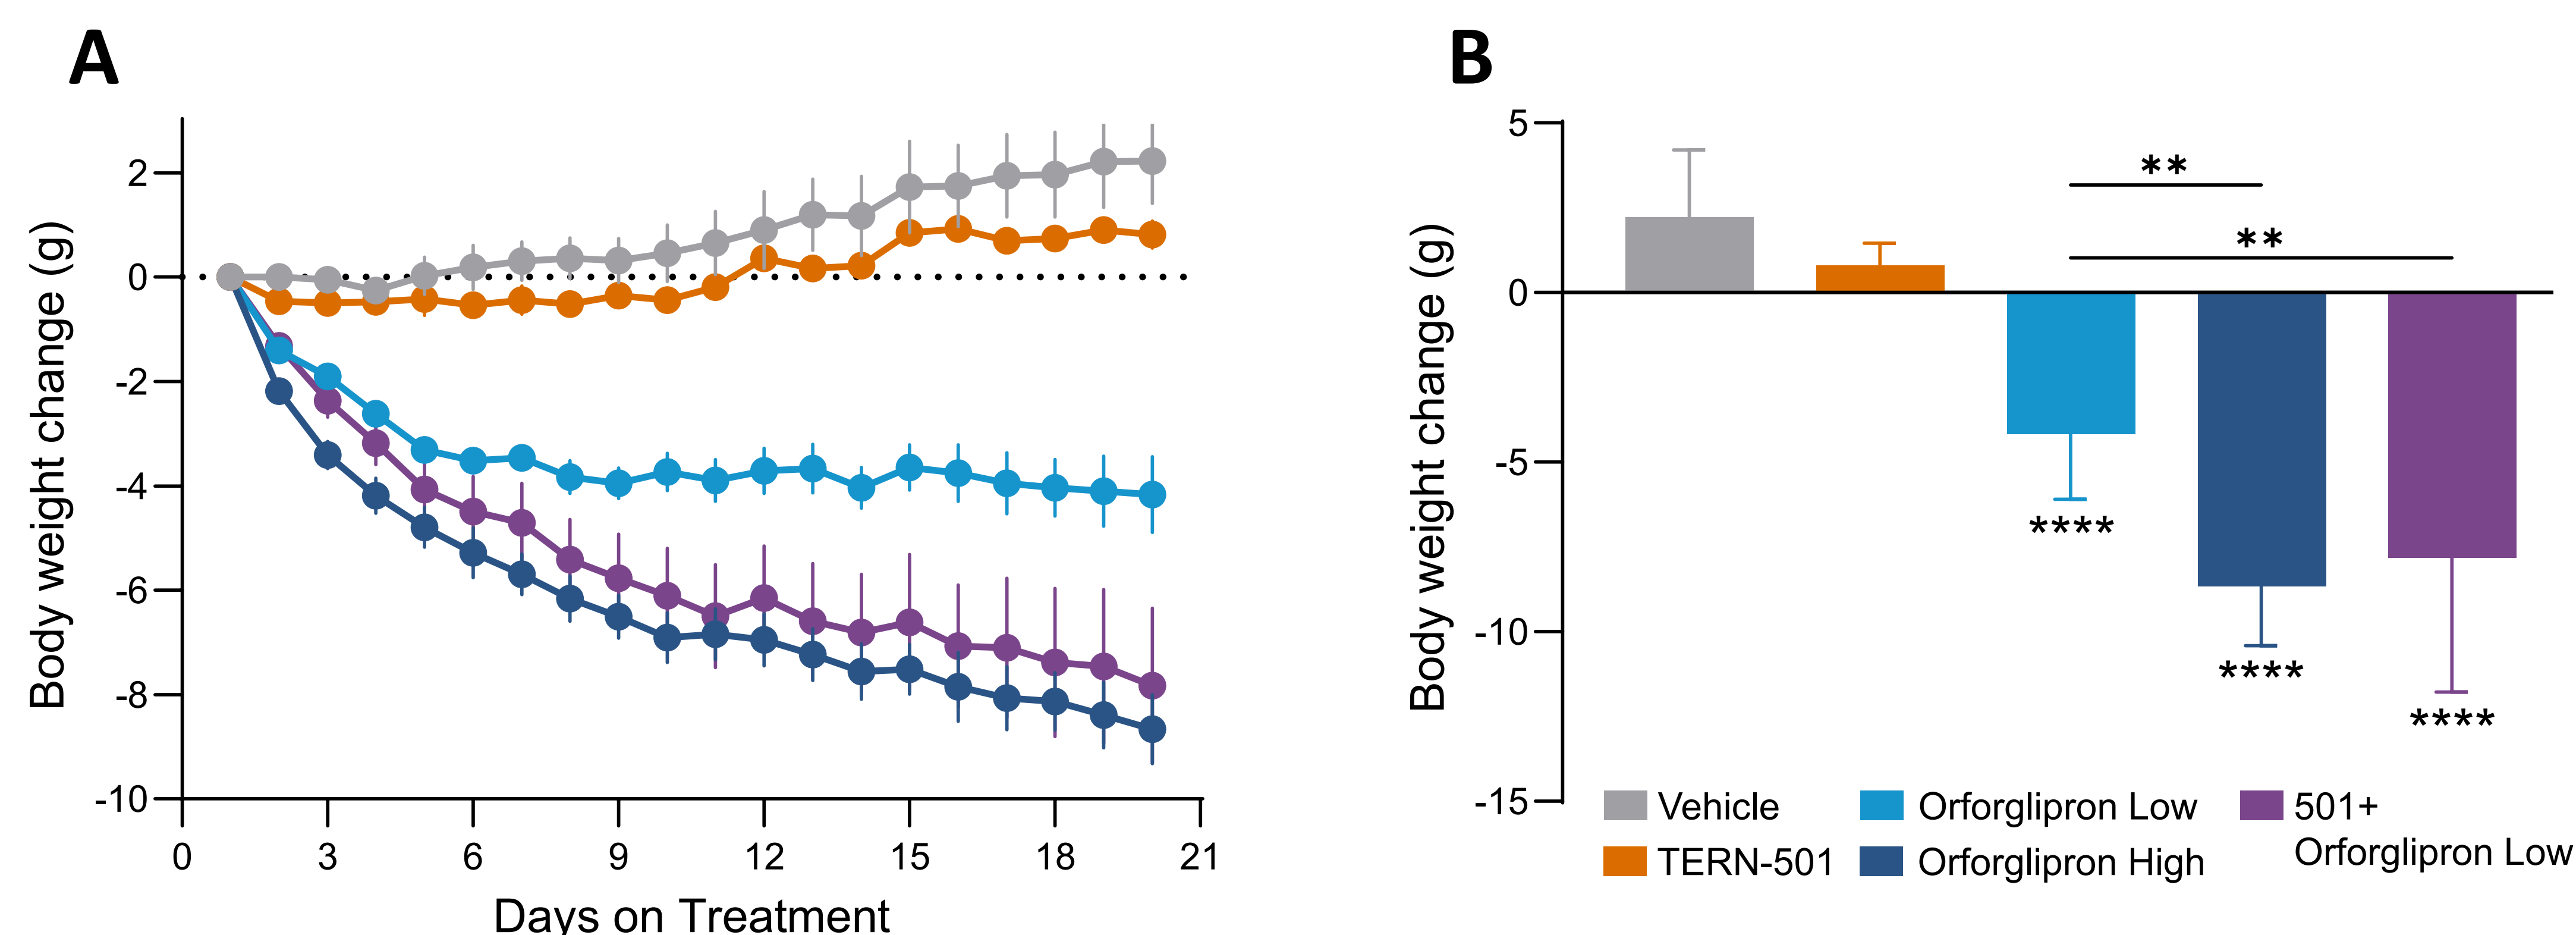 A
Body weight change (g)
2
0
-2
-4
-6
-8
-10
0 3 6 9 12 15 18 21
Days on Treatment
B
Body weight change (g)
5
0
-5
-10
-15
**
**
****
****
****
Vehicle
TERN-501
Orforglipron Low
Orforglipron High
501+
Orforglipron Low